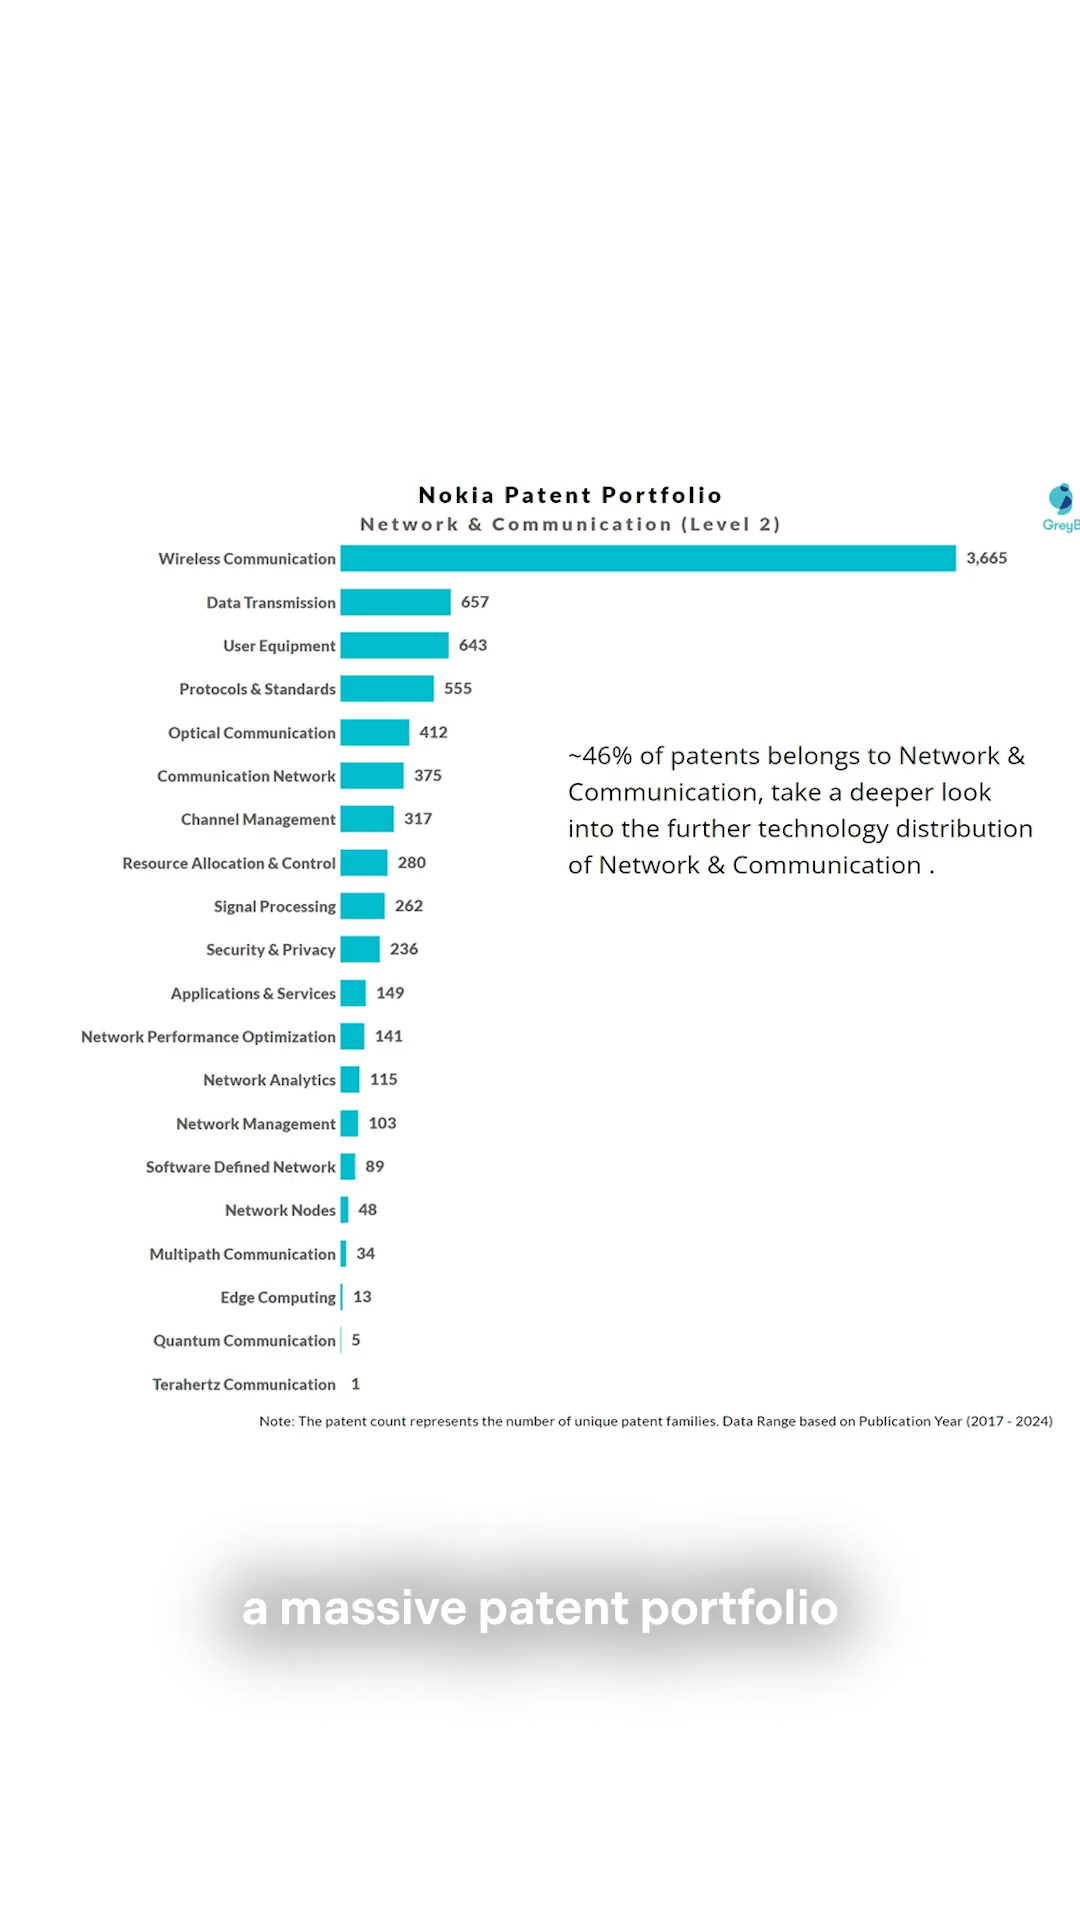 Nokia Patent Portfolio
Network & Communication (Level 2)
Wireless Communication 3,665
Data Transmission 657
User Equipment 643
Protocols & Standards 555
Optical Communication 412
Communication Network 375
Channel Management 317
Resource Allocation & Control 280
Signal Processing 262
Security & Privacy 236
Applications & Services 149
Network Performance Optimization 141
Network Analytics 115
Network Management 103
Software Defined Network 89
Network Nodes 48
Multipath Communication 34
Edge Computing 13
Quantum Communication 5
Terahertz Communication 1
~46% of patents belongs to Network &
Communication, take a deeper look
into the further technology distribution
of Network & Communication .
Note: The patent count represents the number of unique patent families. Data Range based on Publication Year (2017 - 2024)
a massive patent portfolio